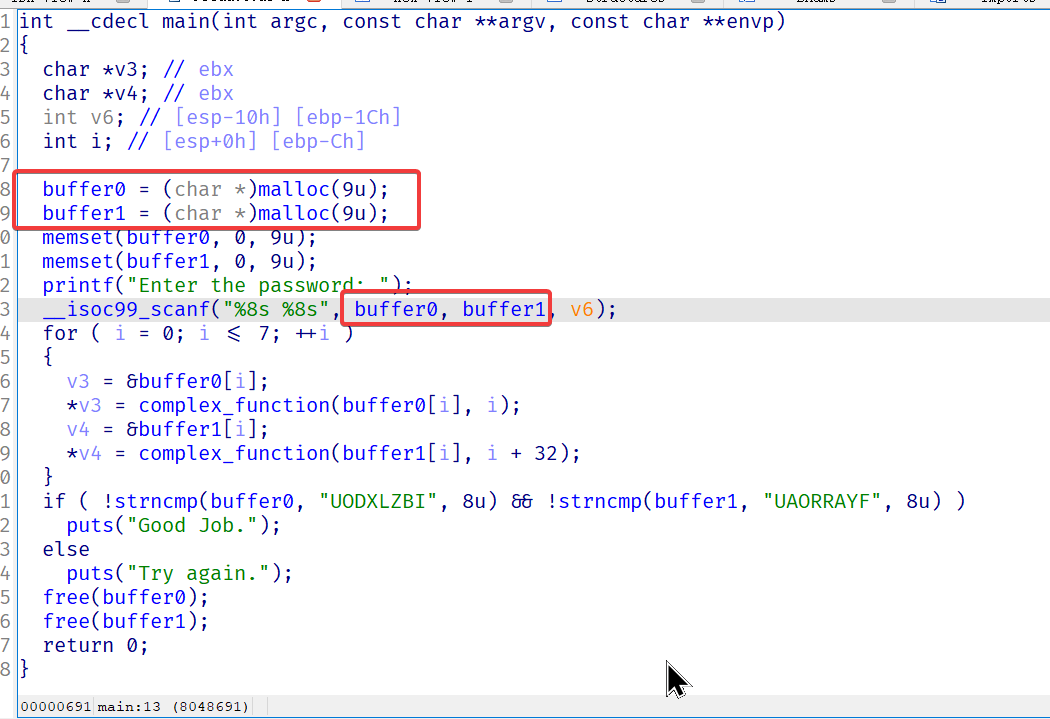 1 int __cdecl main(int argc, const char **argv, const char **envp)
2 {
3 char *v3; // ebx
4 char *v4; // ebx
5 int v6; // [esp-10h] [ebp-1Ch]
6 int i; // [esp+0h] [ebp-Ch]
7
8 buffer0 = (char *)malloc(9u);
9 buffer1 = (char *)malloc(9u);
0 memset(buffer0, 0, 9u);
1 memset(buffer1, 0, 9u);
2 printf("Enter the password: ");
3 __isoc99_scanf("%8s %8s", buffer0, buffer1, v6);
4 for ( i = 0; i <= 7; ++i )
5 {
6 v3 = &buffer0[i];
7 *v3 = complex_function(buffer0[i], i);
8 v4 = &buffer1[i];
9 *v4 = complex_function(buffer1[i], i + 32);
0 }
1 if ( !strncmp(buffer0, "UODXLZBI", 8u) && !strncmp(buffer1, "UAORRAYF", 8u) )
2 puts("Good Job.");
3 else
4 puts("Try again.");
5 free(buffer0);
6 free(buffer1);
7 return 0;
8 }
00000691 main:13 (8048691)